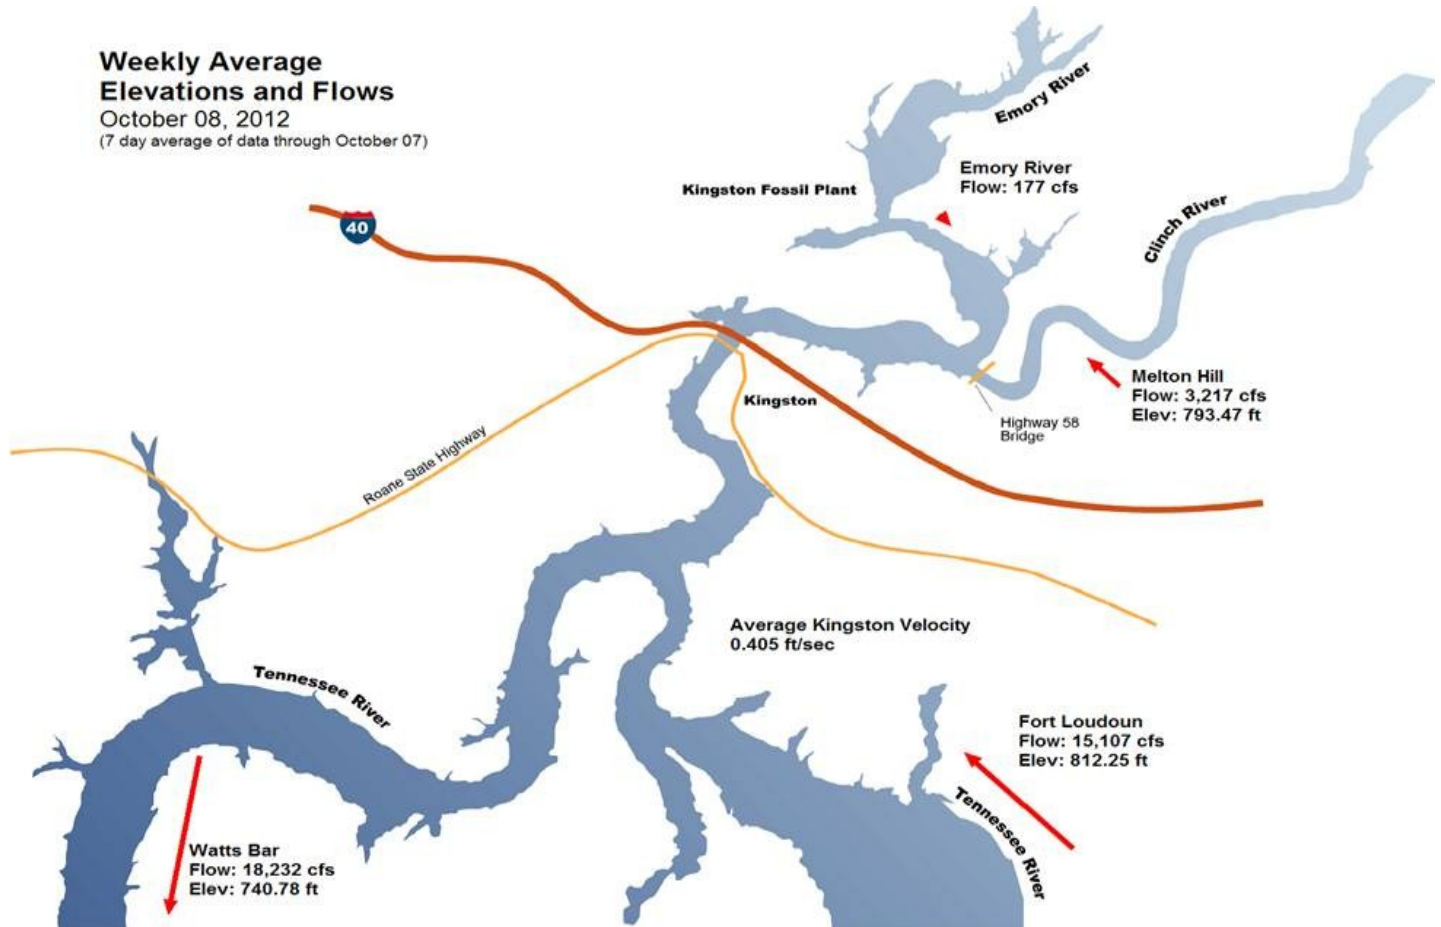 Weekly Average
Elevations and Flows
October 08, 2012
(7 day average of data through October 07)
Emory River
Emory River
Flow: 177 cfs
Kingston Fossil Plant
Clinch River
40
Melton Hill
Flow: 3,217 cfs
Elev: 793.47 ft
Kingston
Highway 58
Bridge
Roane State Highway
Average Kingston Velocity
0.405 ft/sec
Tennessee River
Fort Loudoun
Flow: 15,107 cfs
Elev: 812.25 ft
Tennessee River
Watts Bar
Flow: 18,232 cfs
Elev: 740.78 ft